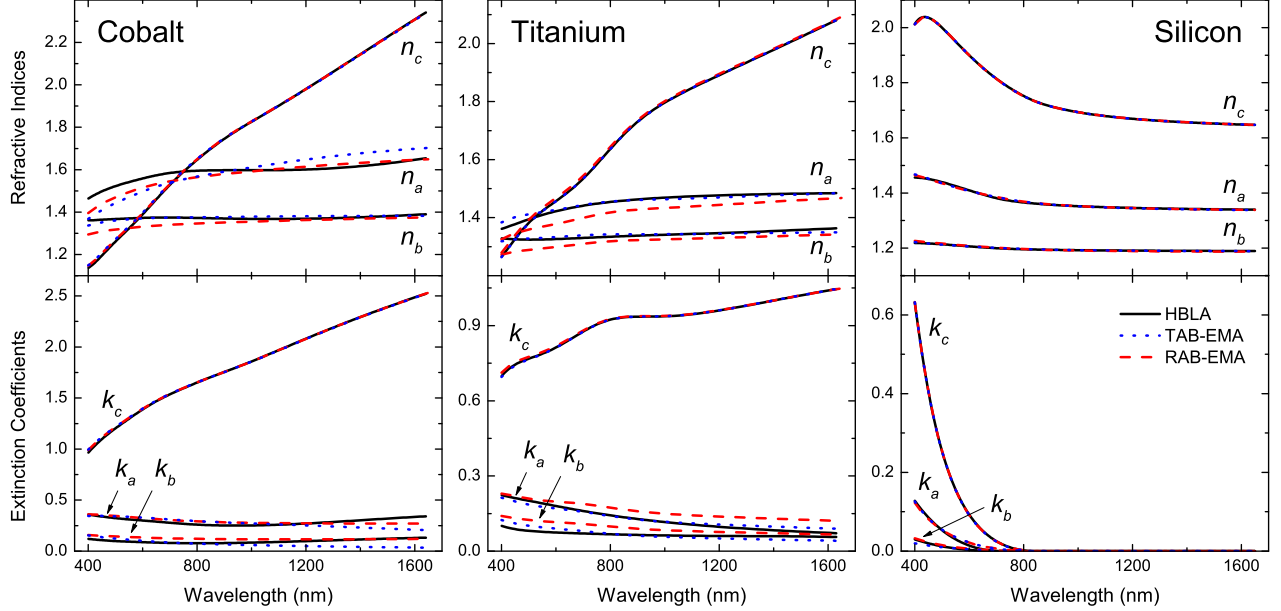 Cobalt
Titanium
Silicon
Refractive Indices
2.4
2.2
2.0
1.8
1.6
1.4
1.2
n_c
n_a
n_b
2.0
1.8
1.6
1.4
n_c
n_a
n_b
2.0
1.8
1.6
1.4
1.2
n_c
n_a
n_b
Extinction Coefficients
2.5
2.0
1.5
1.0
0.5
0.0
k_c
k_a
k_b
0.9
0.6
0.3
0.0
k_c
k_a
k_b
0.6
0.4
0.2
0.0
k_c
k_a
k_b
HBLA
TAB-EMA
RAB-EMA
400 800 1200 1600
400 800 1200 1600
400 800 1200 1600
Wavelength (nm)
Wavelength (nm)
Wavelength (nm)